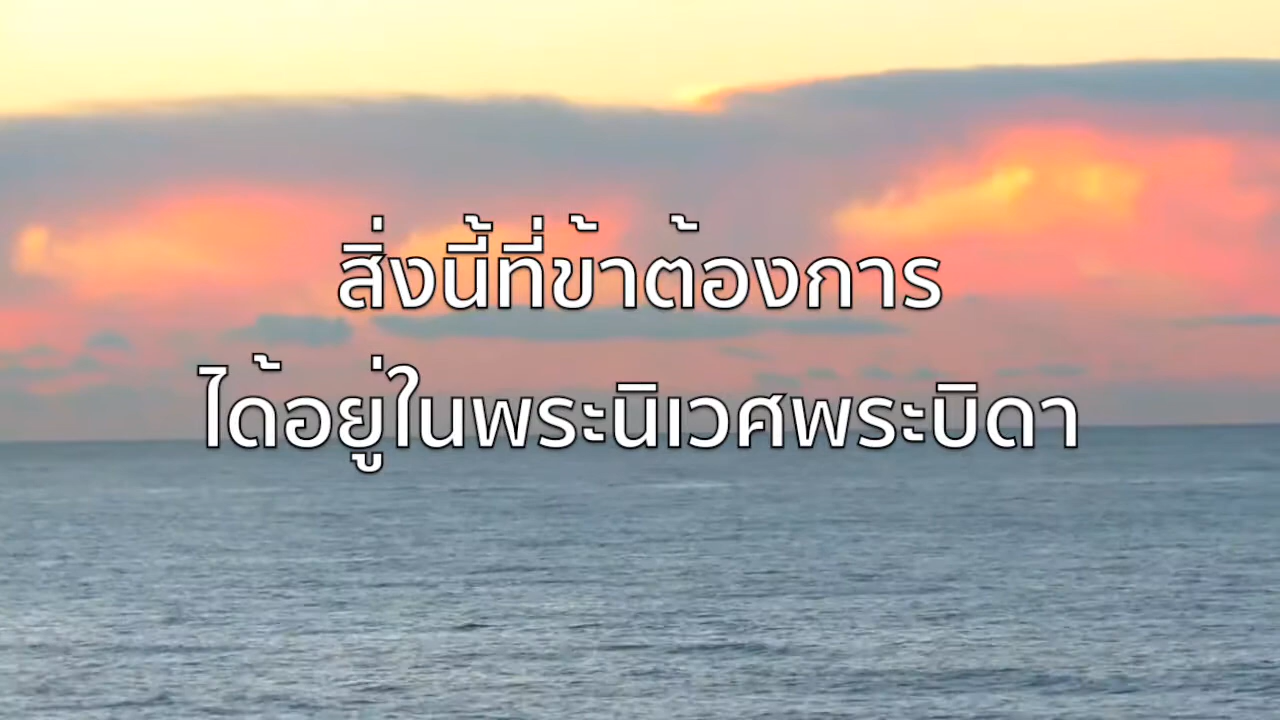 สิ่งนี้ที่ข้าต้องการ
ได้อยู่ในพระนิเวศพระบิดา